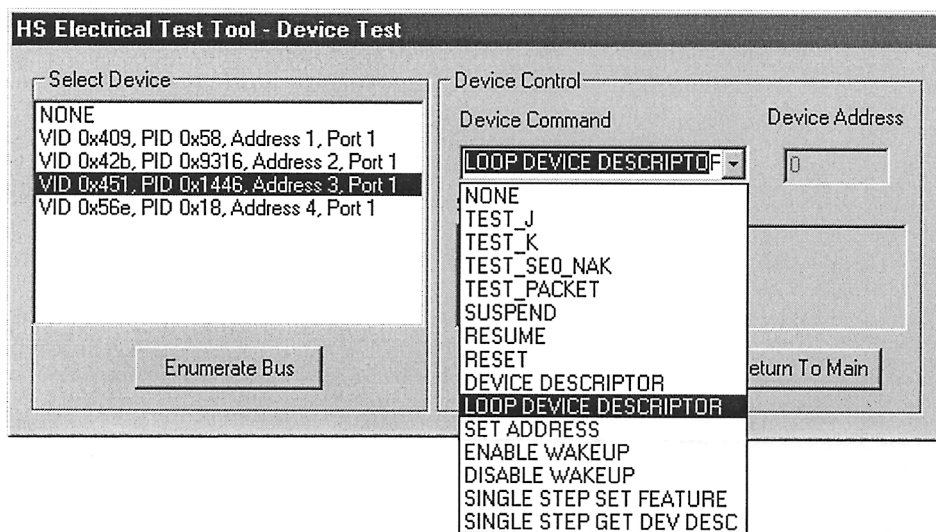 HS Electrical Test Tool - Device Test
Select Device
NONE
VID 0x409, PID 0x58, Address 1, Port 1
VID 0x42b, PID 0x9316, Address 2, Port 1
VID 0x451, PID 0x1446, Address 3, Port 1
VID 0x56e, PID 0x18, Address 4, Port 1
Enumerate Bus
Device Control
Device Command
Device Address
LOOP DEVICE DESCRIPTOF
0
NONE
TEST_J
TEST_K
TEST_SE0_NAK
TEST_PACKET
SUSPEND
RESUME
RESET
DEVICE DESCRIPTOR
LOOP DEVICE DESCRIPTOR
SET ADDRESS
ENABLE WAKEUP
DISABLE WAKEUP
SINGLE STEP SET FEATURE
SINGLE STEP GET DEV DESC
eturn To Main